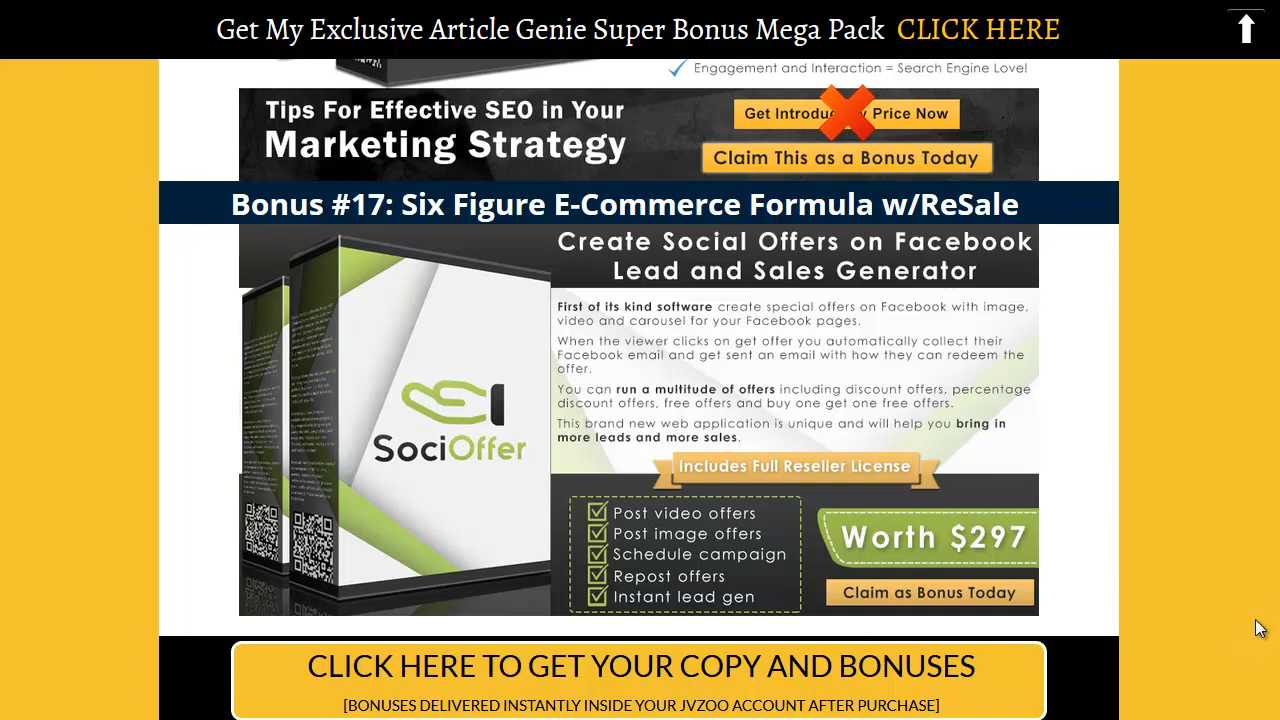 Get My Exclusive Article Genie Super Bonus Mega Pack CLICK HERE
Engagement and Interaction = Search Engine Level
Tips For Effective SEO in Your
Marketing Strategy
Get Introdu Price Now
Claim This as a Bonus Today
Bonus #17: Six Figure E-Commerce Formula w/ReSale
Create Social Offers on Facebook
Lead and Sales Generator
First of its kind software create special offers on Facebook with image,
video and carousel for your Facebook pages.
When the viewer clicks on get offer you automatically collect their
Facebook email and get sent an email with how they can redeem the
offer.
You can run a multitude of offers including discount offers, percentage
discount offers, free offers and buy one get one free offers.
This brand new web application is unique and will help you bring in
more leads and more sales.
SociOffer
Includes Full Reseller License
Post video offers
Post image offers
Schedule campaign
Repost offers
Instant lead gen
Worth $297
Claim as Bonus Today
CLICK HERE TO GET YOUR COPY AND BONUSES
[BONUSES DELIVERED INSTANTLY INSIDE YOUR JVZOO ACCOUNT AFTER PURCHASE]